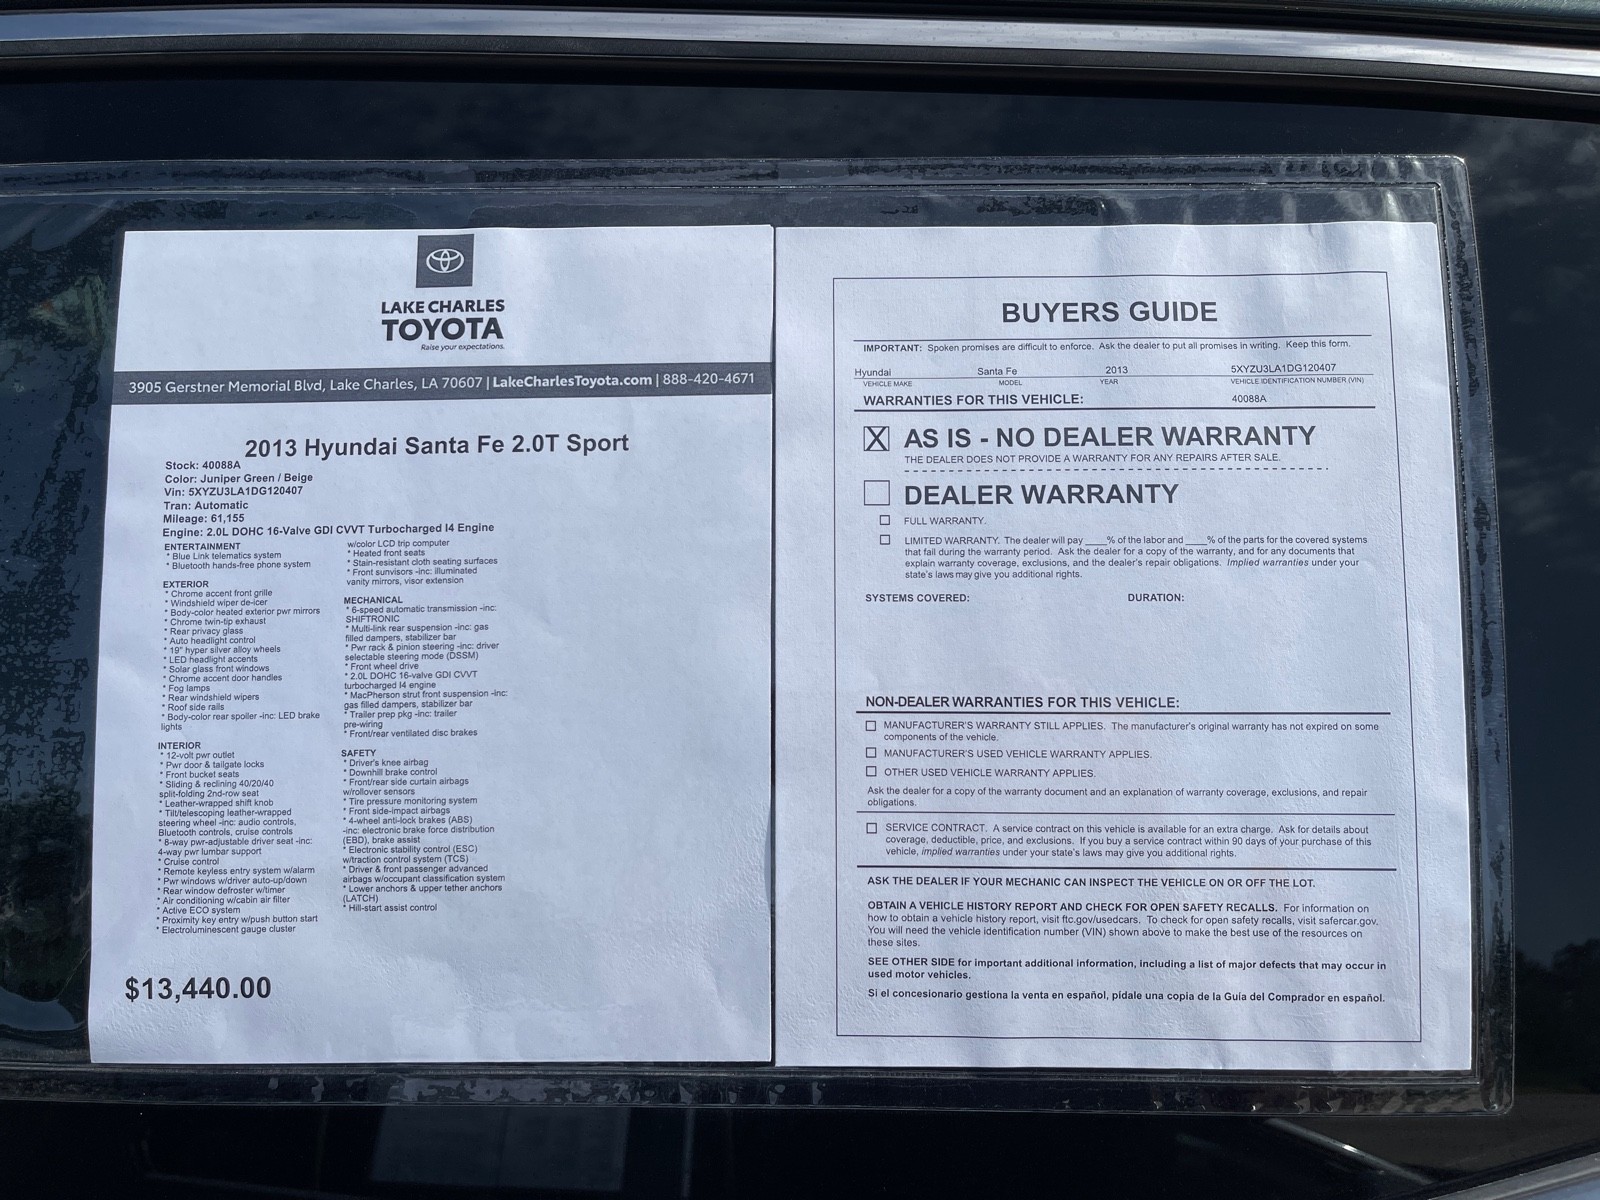 LAKE CHARLES
TOYOTA
Raise your expectations.
3905 Gerstner Memorial Blvd, Lake Charles, LA 70607 | LakeCharlesToyota.com | 888-420-4671
2013 Hyundai Santa Fe 2.0T Sport
Stock: 40088A
Color: Juniper Green / Beige
Vin: 5XYZU3LA1DG120407
Tran: Automatic
Mileage: 61,155
Engine: 2.0L DOHC 16-Valve GDI CVVT Turbocharged I4 Engine
ENTERTAINMENT
* Blue Link telematics system
* Bluetooth hands-free phone system
EXTERIOR
* Chrome accent front grille
* Windshield wiper de-icer
* Body-color heated exterior pwr mirrors
* Chrome twin-tip exhaust
* Rear privacy glass
* Auto headlight control
* 19" hyper silver alloy wheels
* LED headlight accents
* Solar glass front windows
* Chrome accent door handles
* Fog lamps
* Rear windshield wipers
* Roof side rails
* Body-color rear spoiler -inc: LED brake
lights
INTERIOR
* 12-volt pwr outlet
* Pwr door & tailgate locks
* Front bucket seats
* Sliding & reclining 40/20/40
split-folding 2nd-row seat
* Leather-wrapped shift knob
* Tilt/telescoping leather-wrapped
steering wheel -inc: audio controls,
Bluetooth controls, cruise controls
* 8-way pwr-adjustable driver seat -inc:
4-way pwr lumbar support
* Cruise control
* Remote keyless entry system w/alarm
* Pwr windows w/driver auto-up/down
* Rear window defroster w/timer
* Air conditioning w/cabin air filter
* Active ECO system
* Proximity key entry w/push button start
* Electroluminescent gauge cluster
w/color LCD trip computer
* Heated front seats
* Stain-resistant cloth seating surfaces
* Front sunvisors -inc: illuminated
vanity mirrors, visor extension
MECHANICAL
* 6-speed automatic transmission -inc:
SHIFTRONIC
* Multi-link rear suspension -inc: gas
filled dampers, stabilizer bar
* Pwr rack & pinion steering -inc: driver
selectable steering mode (DSSM)
* Front wheel drive
* 2.0L DOHC 16-valve GDI CVVT
turbocharged I4 engine
* MacPherson strut front suspension -inc:
gas filled dampers, stabilizer bar
* Trailer prep pkg -inc: trailer
pre-wiring
* Front/rear ventilated disc brakes
SAFETY
* Driver's knee airbag
* Downhill brake control
* Front/rear side curtain airbags
w/rollover sensors
* Tire pressure monitoring system
* Front side-impact airbags
* 4-wheel anti-lock brakes (ABS)
-inc: electronic brake force distribution
(EBD), brake assist
* Electronic stability control (ESC)
w/traction control system (TCS)
* Driver & front passenger advanced
airbags w/occupant classification system
* Lower anchors & upper tether anchors
(LATCH)
* Hill-start assist control
$13,440.00
BUYERS GUIDE
IMPORTANT: Spoken promises are difficult to enforce. Ask the dealer to put all promises in writing. Keep this form.
Hyundai Santa Fe 2013 5XYZU3LA1DG120407
VEHICLE MAKE MODEL YEAR VEHICLE IDENTIFICATION NUMBER (VIN)
WARRANTIES FOR THIS VEHICLE: 40088A
X AS IS - NO DEALER WARRANTY
THE DEALER DOES NOT PROVIDE A WARRANTY FOR ANY REPAIRS AFTER SALE.
DEALER WARRANTY
FULL WARRANTY.
LIMITED WARRANTY. The dealer will pay ____% of the labor and ____% of the parts for the covered systems
that fail during the warranty period. Ask the dealer for a copy of the warranty, and for any documents that
explain warranty coverage, exclusions, and the dealer's repair obligations. Implied warranties under your
state's laws may give you additional rights.
SYSTEMS COVERED: DURATION:
NON-DEALER WARRANTIES FOR THIS VEHICLE:
MANUFACTURER'S WARRANTY STILL APPLIES. The manufacturer's original warranty has not expired on some
components of the vehicle.
MANUFACTURER'S USED VEHICLE WARRANTY APPLIES.
OTHER USED VEHICLE WARRANTY APPLIES.
Ask the dealer for a copy of the warranty document and an explanation of warranty coverage, exclusions, and repair
obligations.
SERVICE CONTRACT. A service contract on this vehicle is available for an extra charge. Ask for details about
coverage, deductible, price, and exclusions. If you buy a service contract within 90 days of your purchase of this
vehicle, implied warranties under your state's laws may give you additional rights.
ASK THE DEALER IF YOUR MECHANIC CAN INSPECT THE VEHICLE ON OR OFF THE LOT.
OBTAIN A VEHICLE HISTORY REPORT AND CHECK FOR OPEN SAFETY RECALLS. For information on
how to obtain a vehicle history report, visit ftc.gov/usedcars. To check for open safety recalls, visit safercar.gov.
You will need the vehicle identification number (VIN) shown above to make the best use of the resources on
these sites.
SEE OTHER SIDE for important additional information, including a list of major defects that may occur in
used motor vehicles.
Si el concesionario gestiona la venta en español, pídale una copia de la Guía del Comprador en español.